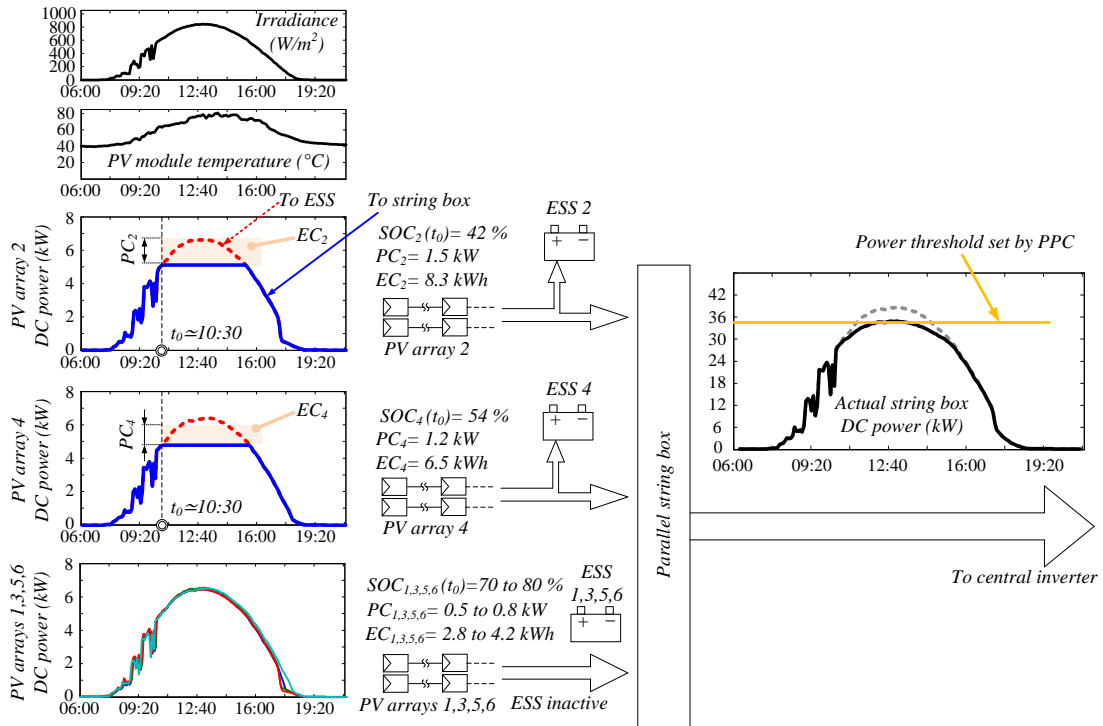 1000
800
600
400
200
0
Irradiance
(W/m²)
06:00 09:20 12:40 16:00 19:20
80
60
40
20
0
PV module temperature (°C)
06:00 09:20 12:40 16:00 19:20
To ESS
To string box
PV array 2
DC power (kW)
8
6
4
2
0
PC₂
EC₂
t₀≃10:30
06:00 09:20 12:40 16:00 19:20
SOC₂(t₀)= 42 %
PC₂= 1.5 kW
EC₂= 8.3 kWh
PV array 2
ESS 2
+ −
PV array 4
DC power (kW)
8
6
4
2
0
PC₄
EC₄
t₀≃10:30
06:00 09:20 12:40 16:00 19:20
SOC₄(t₀)= 54 %
PC₄= 1.2 kW
EC₄= 6.5 kWh
PV array 4
ESS 4
+ −
PV arrays 1,3,5,6
DC power (kW)
8
6
4
2
0
06:00 09:20 12:40 16:00 19:20
SOC₁,₃,₅,₆(t₀)=70 to 80 %
PC₁,₃,₅,₆= 0.5 to 0.8 kW
EC₁,₃,₅,₆= 2.8 to 4.2 kWh
PV arrays 1,3,5,6
ESS
1,3,5,6
+ −
ESS inactive
Parallel string box
Power threshold set by PPC
42
36
30
24
18
12
6
0
Actual string box
DC power (kW)
06:00 09:20 12:40 16:00 19:20
To central inverter